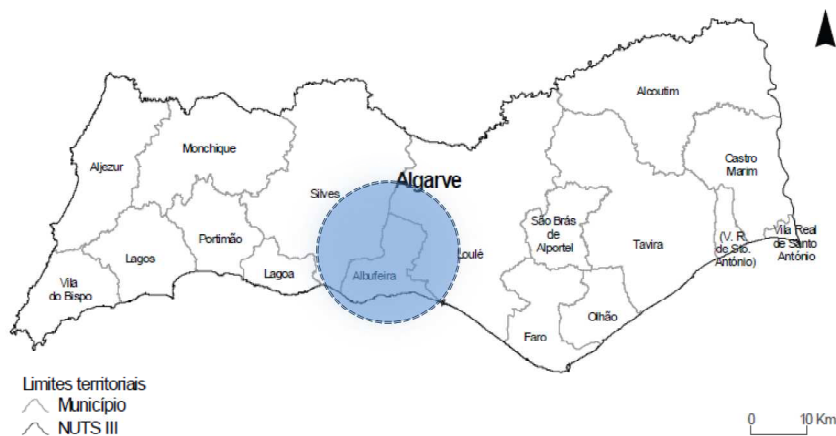 Alcoutim
Monchique
Aljezur
Castro
Marim
Algarve
Silves
São Brás
de
Alportel
Vila Real
de Santo
António
(V. R.
de Sto.
António)
Portimão
Tavira
Lagos
Loulé
Lagoa
Albufeira
Vila
do Bispo
Olhão
Faro
Limites territoriais
Município
NUTS III
0 10 Km